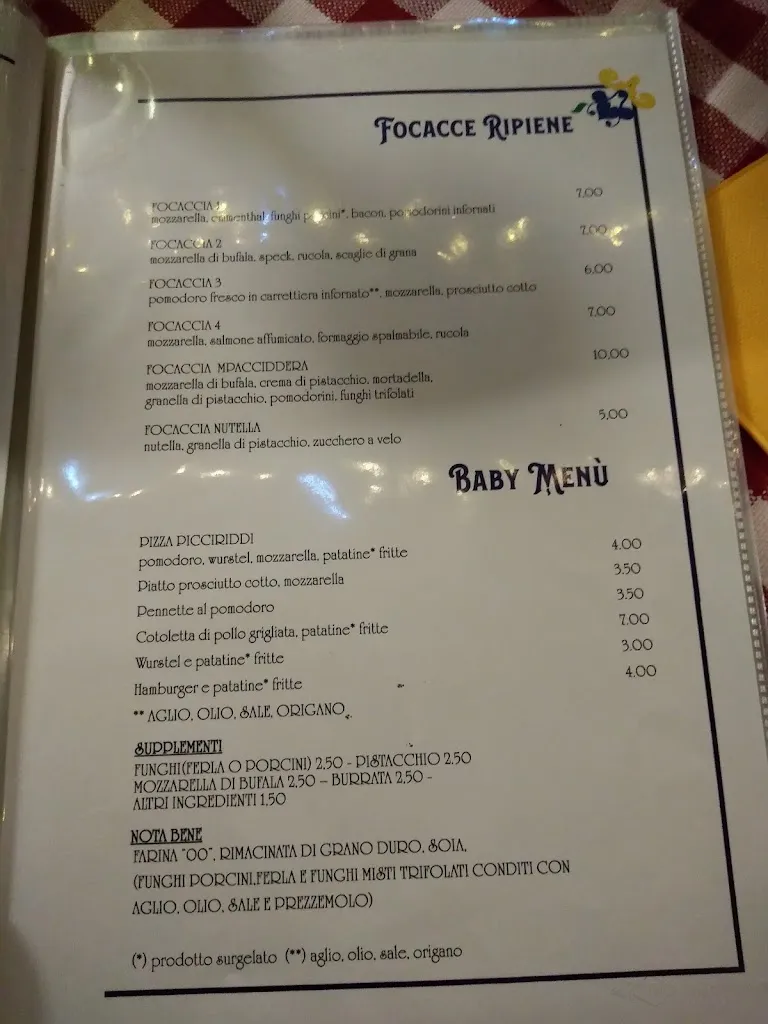 FOCACCE RIPIENE
FOCACCIA 1 7,00
mozzarella, emmenthal, funghi porcini*, bacon, pomodorini infornati
FOCACCIA 2 7,00
mozzarella di bufala, speck, rucola, scaglie di grana
FOCACCIA 3 6,00
pomodoro fresco in carrettiera infornato**, mozzarella, prosciutto cotto
FOCACCIA 4 7,00
mozzarella, salmone affumicato, formaggio spalmabile, rucola
FOCACCIA MPACCIDDERA 10,00
mozzarella di bufala, crema di pistacchio, mortadella,
granella di pistacchio, pomodorini, funghi trifolati
FOCACCIA NUTELLA 5,00
nutella, granella di pistacchio, zucchero a velo
BABY MENÙ
PIZZA PICCIRIDDI
pomodoro, wurstel, mozzarella, patatine* fritte 4.00
Piatto prosciutto cotto, mozzarella 3.50
Pennette al pomodoro 3.50
Cotoletta di pollo grigliata, patatine* fritte 7.00
Wurstel e patatine* fritte 3.00
Hamburger e patatine* fritte 4.00
** AGLIO, OLIO, SALE, ORIGANO,.
SUPPLEMENTI
FUNGHI(FERLA O PORCINI) 2,50 - PISTACCHIO 2,50
MOZZARELLA DI BUFALA 2,50 – BURRATA 2,50 -
ALTRI INGREDIENTI 1,50
NOTA BENE
FARINA "00", RIMACINATA DI GRANO DURO, SOIA,
(FUNGHI PORCINI,FERLA E FUNGHI MISTI TRIFOLATI CONDITI CON
AGLIO, OLIO, SALE E PREZZEMOLO)
(*) prodotto surgelato (**) aglio, olio, sale, origano